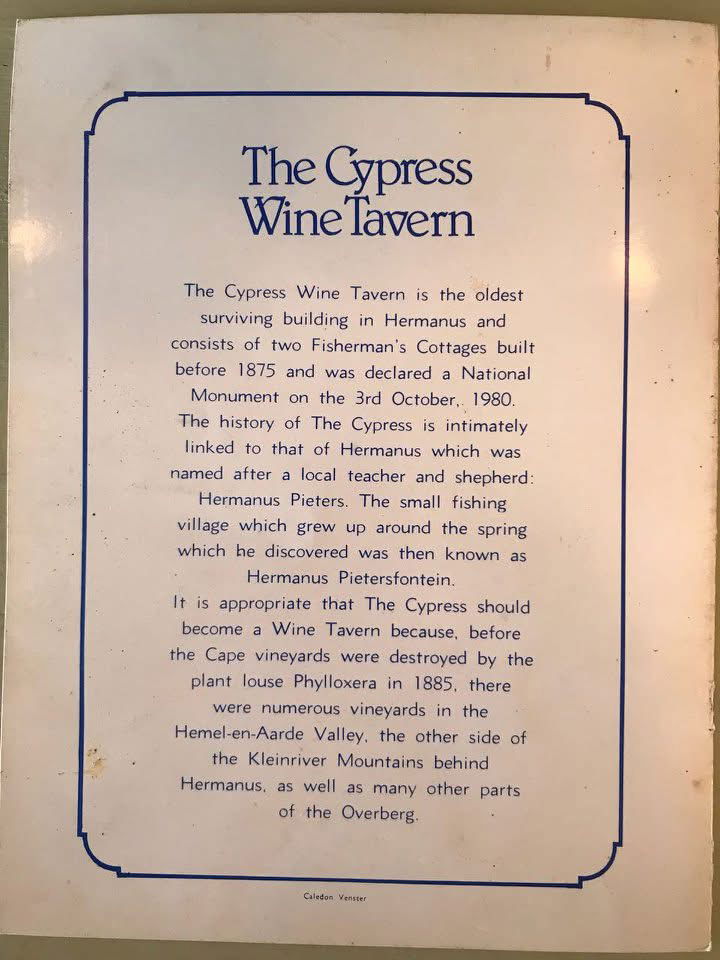 The Cypress
Wine Tavern
The Cypress Wine Tavern is the oldest
surviving building in Hermanus and
consists of two Fisherman's Cottages built
before 1875 and was declared a National
Monument on the 3rd October, 1980.
The history of The Cypress is intimately
linked to that of Hermanus which was
named after a local teacher and shepherd:
Hermanus Pieters. The small fishing
village which grew up around the spring
which he discovered was then known as
Hermanus Pietersfontein.
It is appropriate that The Cypress should
become a Wine Tavern because, before
the Cape vineyards were destroyed by the
plant louse Phylloxera in 1885, there
were numerous vineyards in the
Hemel-en-Aarde Valley, the other side of
the Kleinriver Mountains behind
Hermanus, as well as many other parts
of the Overberg.
Caledon Venster